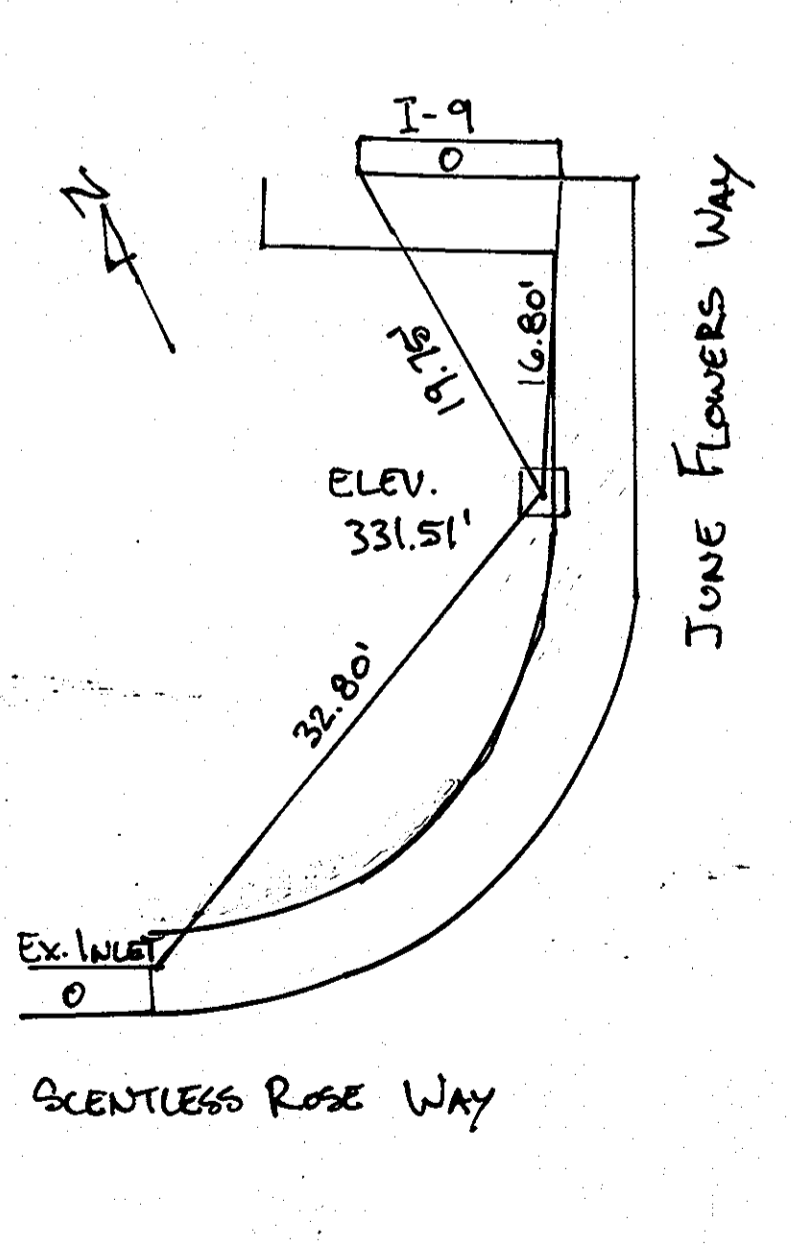 I-9
O
N
16.80'
19.75'
ELEV.
331.51'
32.80'
JUNE FLOWERS WAY
EX. INLET
O
SCENTLESS ROSE WAY